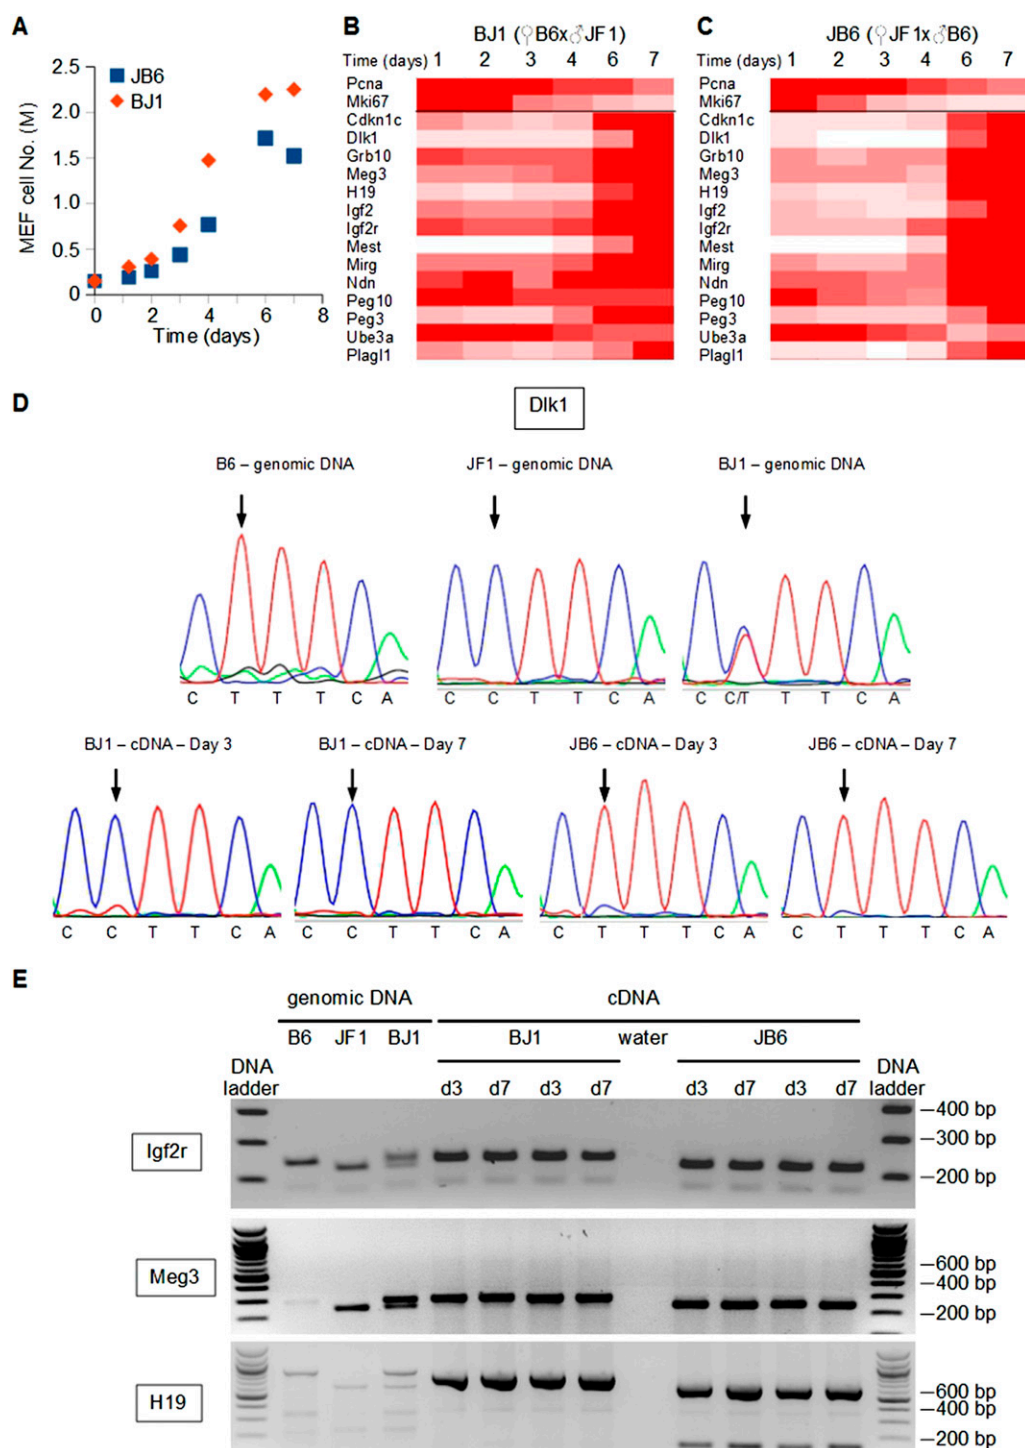 A
2.5
2.0
1.5
1.0
0.5
0
MEF cell No. (M)
JB6
BJ1
0 2 4 6 8
Time (days)
B
BJ1 (♀B6x♂JF1)
Time (days) 1 2 3 4 6 7
Pcna
Mki67
Cdkn1c
Dlk1
Grb10
Meg3
H19
Igf2
Igf2r
Mest
Mirg
Ndn
Peg10
Peg3
Ube3a
Plagl1
C
JB6 (♀JF1x♂B6)
Time (days) 1 2 3 4 6 7
Pcna
Mki67
Cdkn1c
Dlk1
Grb10
Meg3
H19
Igf2
Igf2r
Mest
Mirg
Ndn
Peg10
Peg3
Ube3a
Plagl1
D
Dlk1
B6 – genomic DNA
JF1 – genomic DNA
BJ1 – genomic DNA
C T T T C A
C C T T C A
C C/T T T C A
BJ1 – cDNA – Day 3
BJ1 – cDNA – Day 7
JB6 – cDNA – Day 3
JB6 – cDNA – Day 7
C C T T C A
C C T T C A
C T T T C A
C T T T C A
E
genomic DNA
cDNA
B6 JF1 BJ1
BJ1
water
JB6
DNA
ladder
d3 d7 d3 d7
d3 d7 d3 d7
DNA
ladder
Igf2r
–400 bp
–300 bp
–200 bp
Meg3
–600 bp
–400 bp
–200 bp
H19
–600 bp
–400 bp
–200 bp